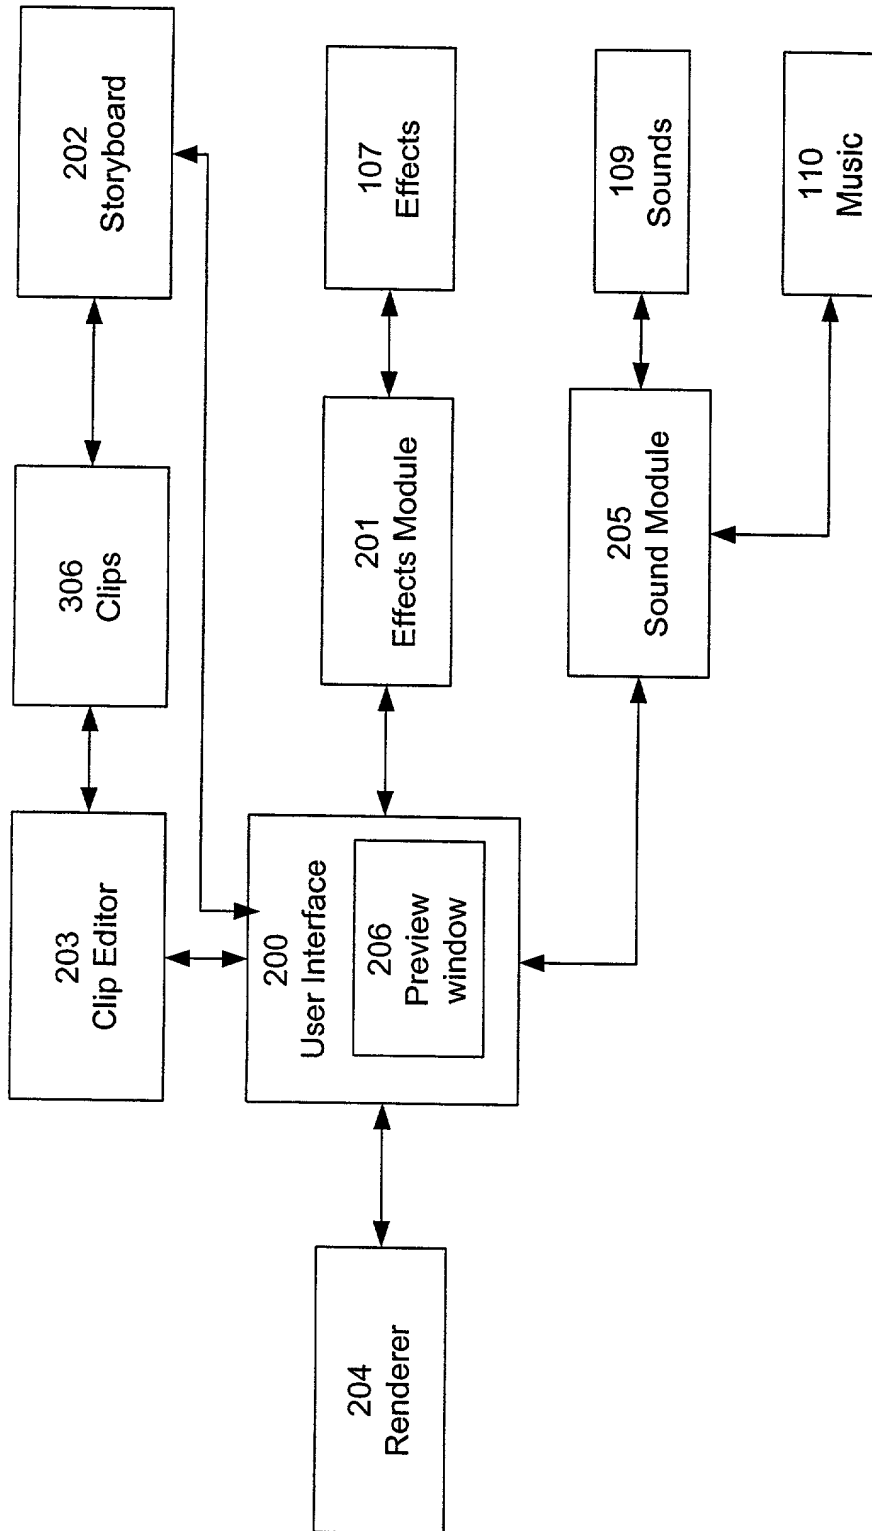 203
Clip Editor
306
Clips
202
Storyboard
204
Renderer
200
User Interface
206
Preview
window
201
Effects Module
107
Effects
205
Sound Module
109
Sounds
110
Music